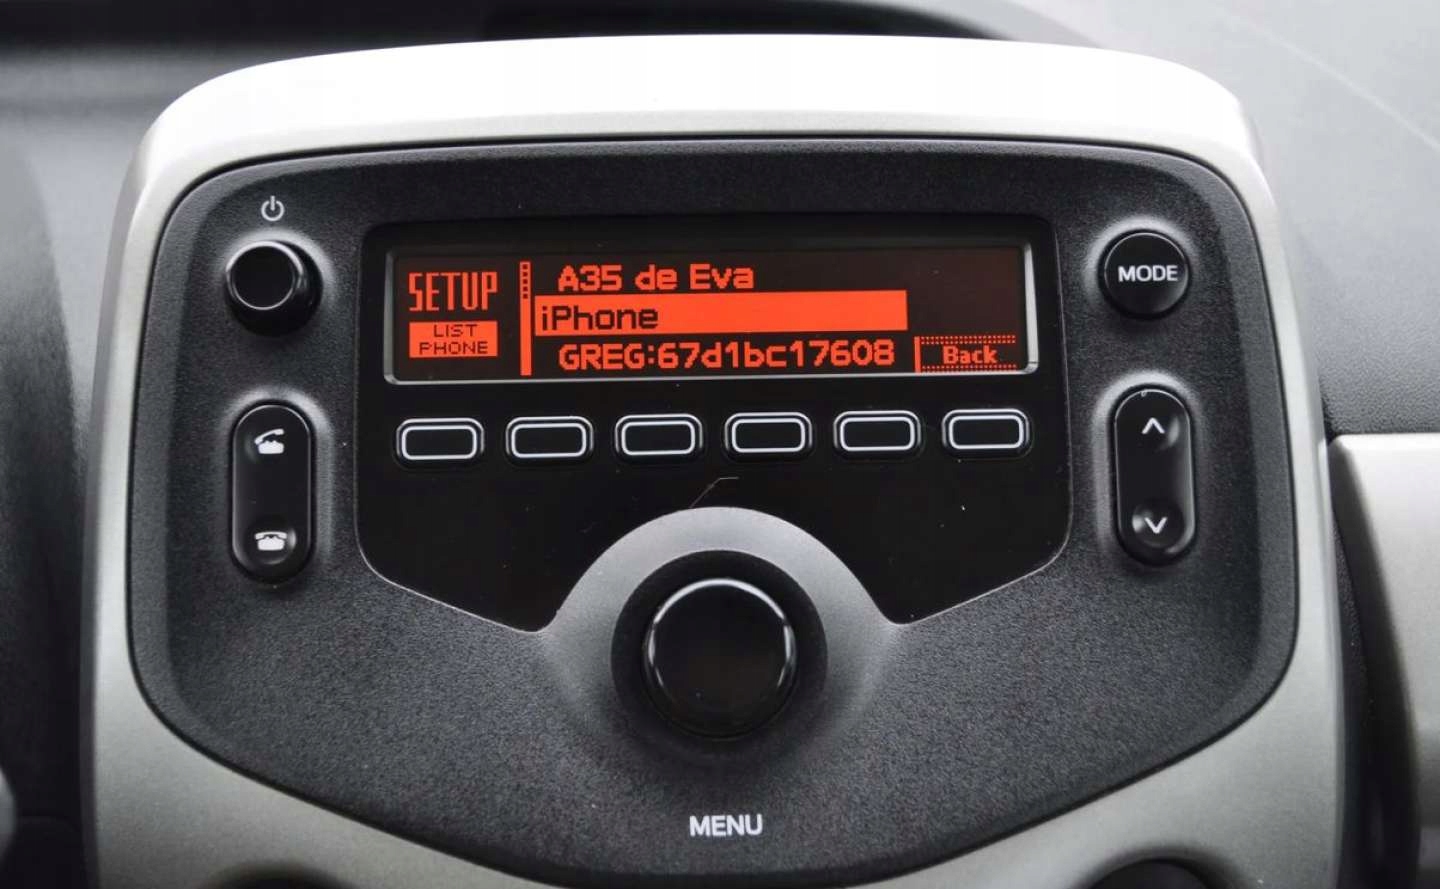 SETUP
LIST
PHONE
A35 de Eva
iPhone
GREG:67d1bc17608
Back
MODE
MENU